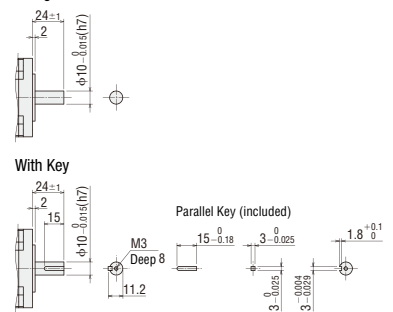 24±1
2
φ10 0 -0.015(h7)
With Key
24±1
2
15
φ10 0 -0.015(h7)
M3
Deep 8
11.2
Parallel Key (included)
15 0 -0.18
3 0 -0.025
3 0 -0.025
3 -0.004 -0.029
1.8 +0.1 0